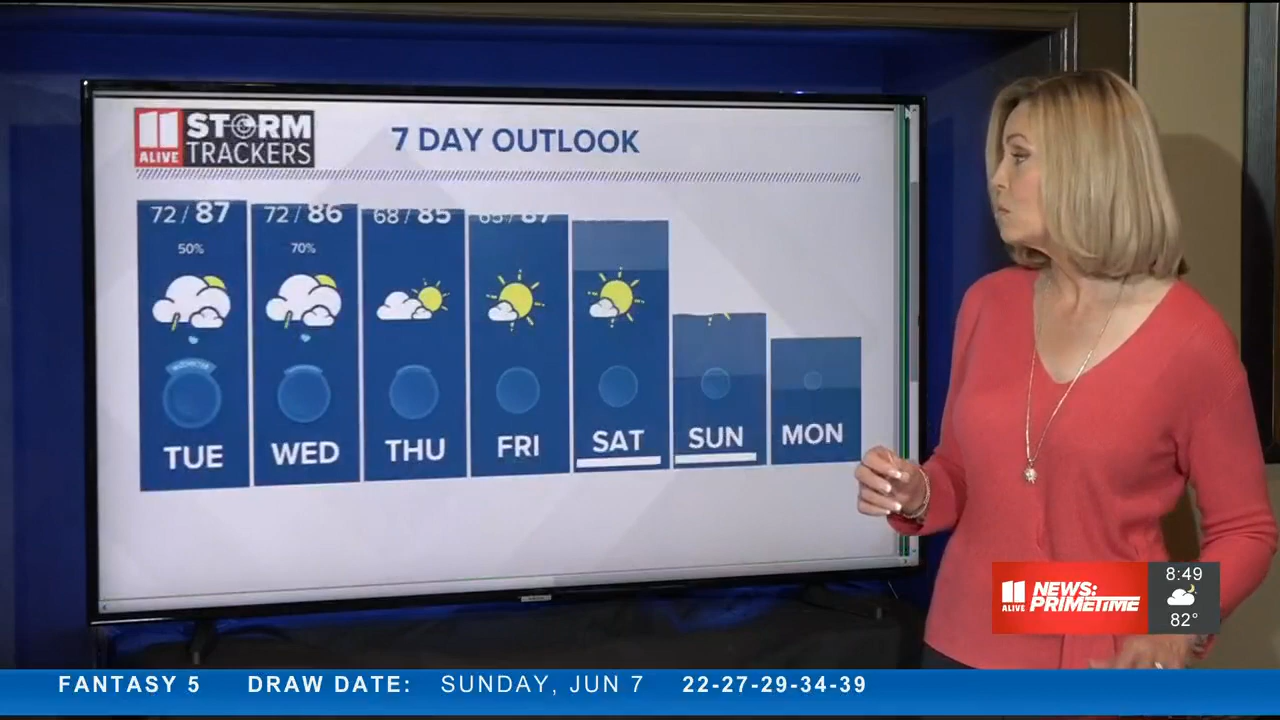 11 ALIVE STORM TRACKERS
7 DAY OUTLOOK
72 / 87
72 / 86
68 / 85
65 / 87
50%
70%
TUE
WED
THU
FRI
SAT
SUN
MON
11 ALIVE NEWS: PRIMETIME
8:49
82°
FANTASY 5 DRAW DATE: SUNDAY, JUN 7 22-27-29-34-39